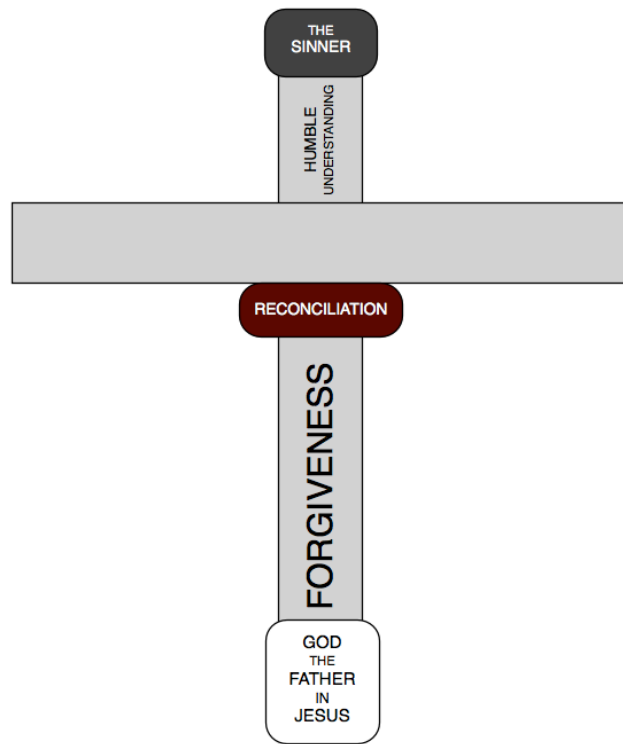 THE
SINNER
HUMBLE
UNDERSTANDING
RECONCILIATION
FORGIVENESS
GOD
THE
FATHER
IN
JESUS